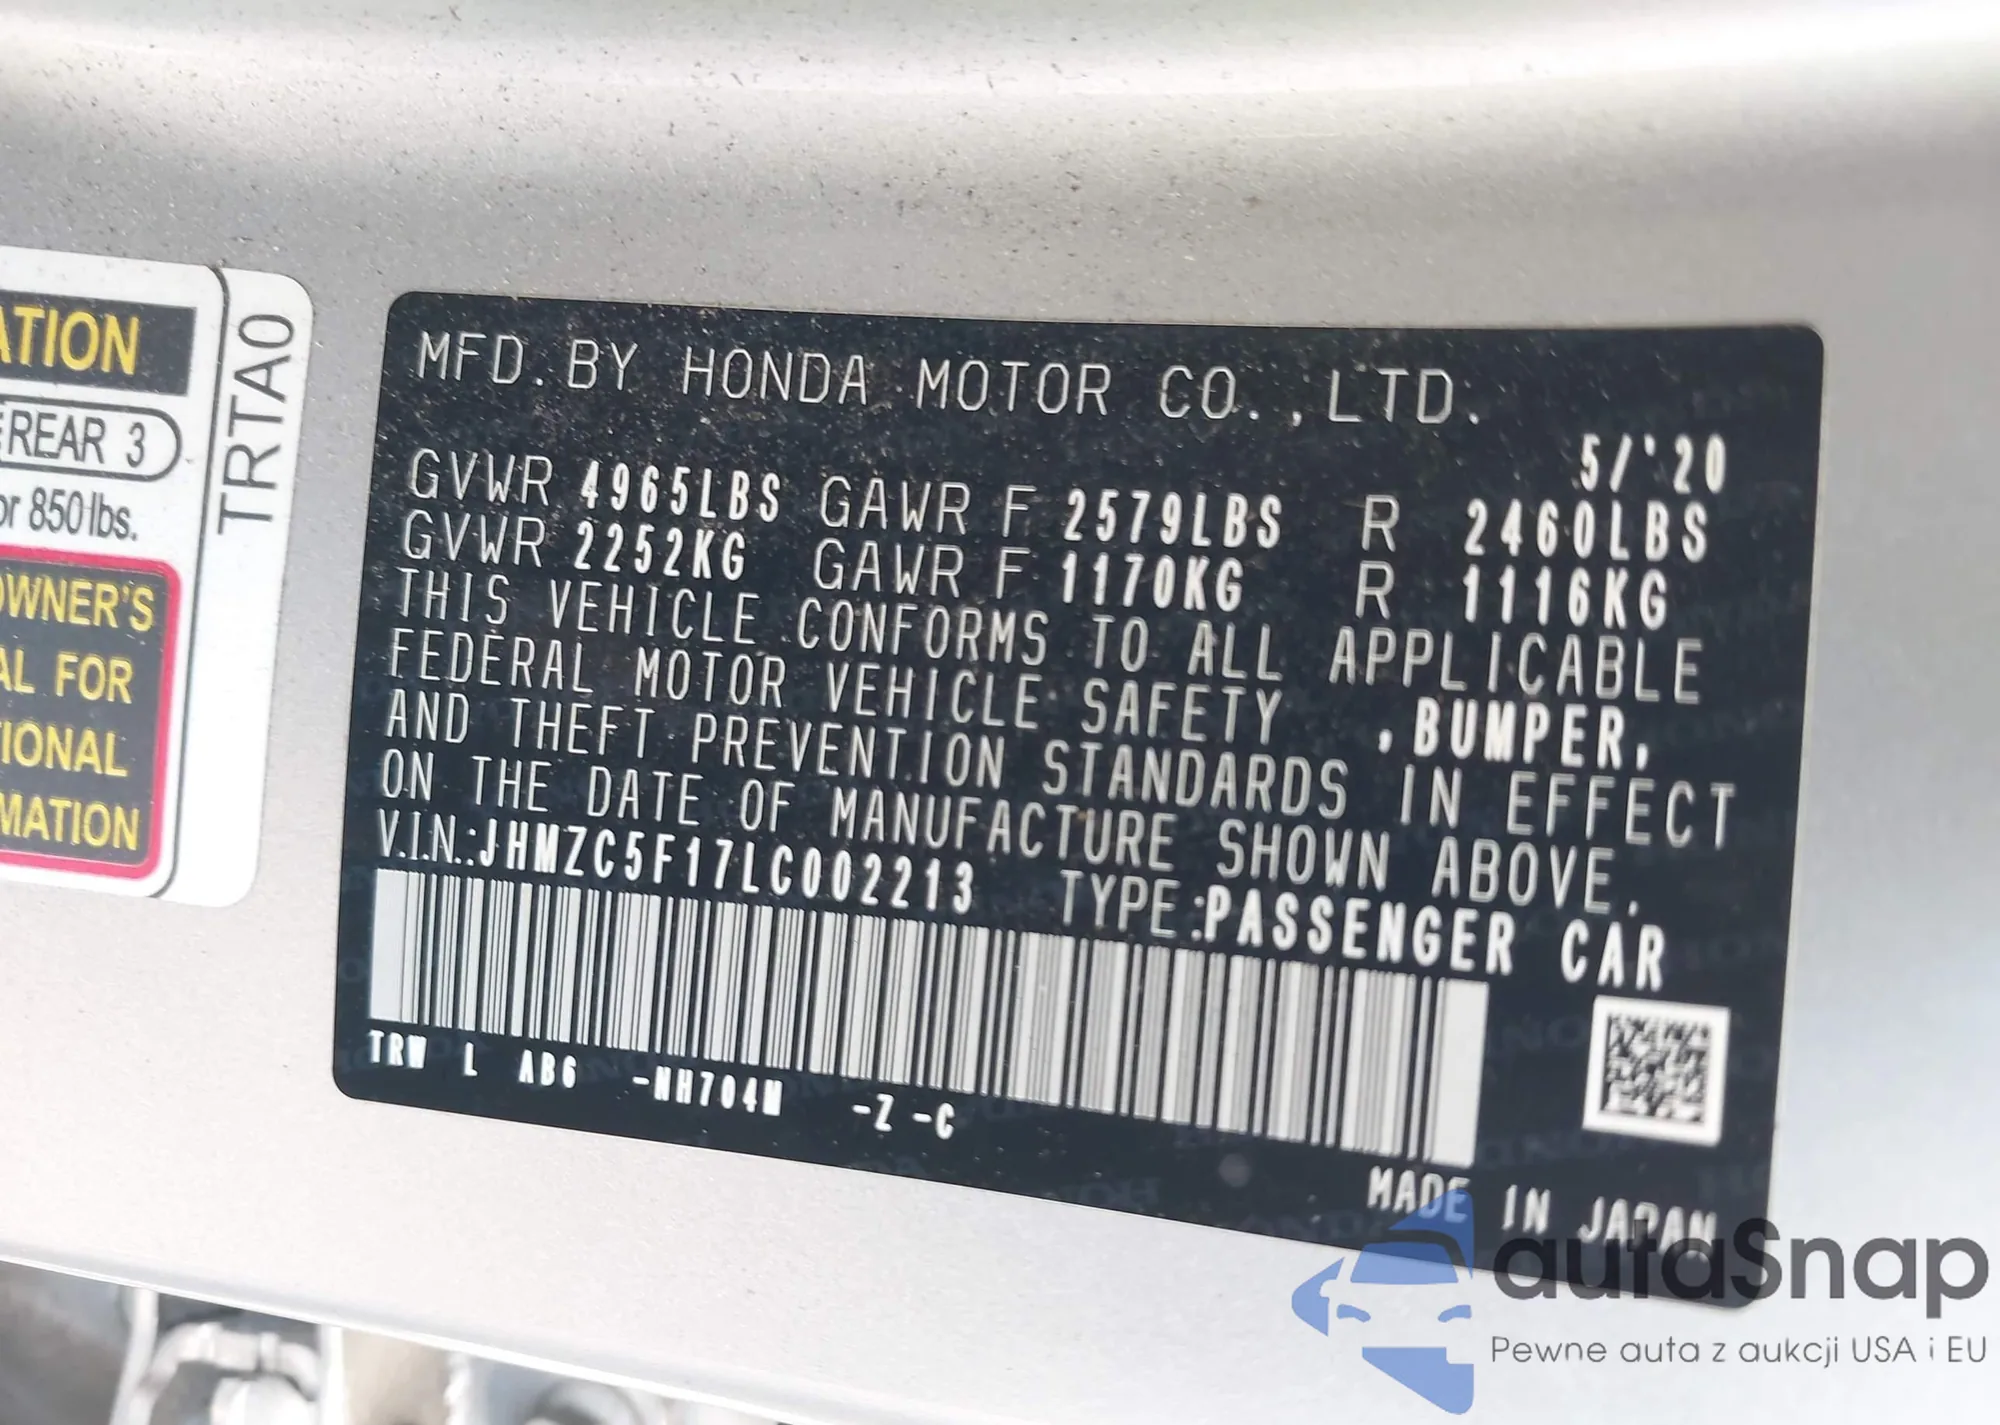 ATION
REAR 3
or 850 lbs.
OWNER'S
AL FOR
TIONAL
MATION
TRTA0
MFD. BY HONDA MOTOR CO., LTD.
5/'20
GVWR 4965LBS GAWR F 2579LBS R 2460LBS
GVWR 2252KG GAWR F 1170KG R 1116KG
THIS VEHICLE CONFORMS TO ALL APPLICABLE
FEDERAL MOTOR VEHICLE SAFETY ,BUMPER,
AND THEFT PREVENTION STANDARDS IN EFFECT
ON THE DATE OF MANUFACTURE SHOWN ABOVE.
V.I.N.:JHMZC5F17LC002213 TYPE:PASSENGER CAR
TRW L AB6 -NH704M -Z -C
MADE IN JAPAN
autaSnap
Pewne auta z aukcji USA i EU